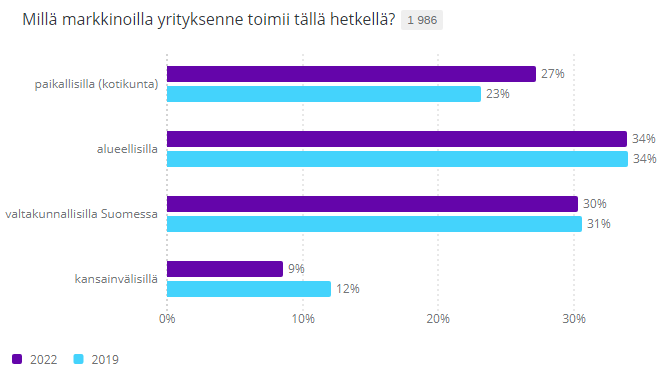 Millä markkinoilla yrityksenne toimii tällä hetkellä? 1 986
paikallisilla (kotikunta)
27%
23%
alueellisilla
34%
34%
valtakunnallisilla Suomessa
30%
31%
kansainvälisillä
9%
12%
0% 10% 20% 30%
2022 2019